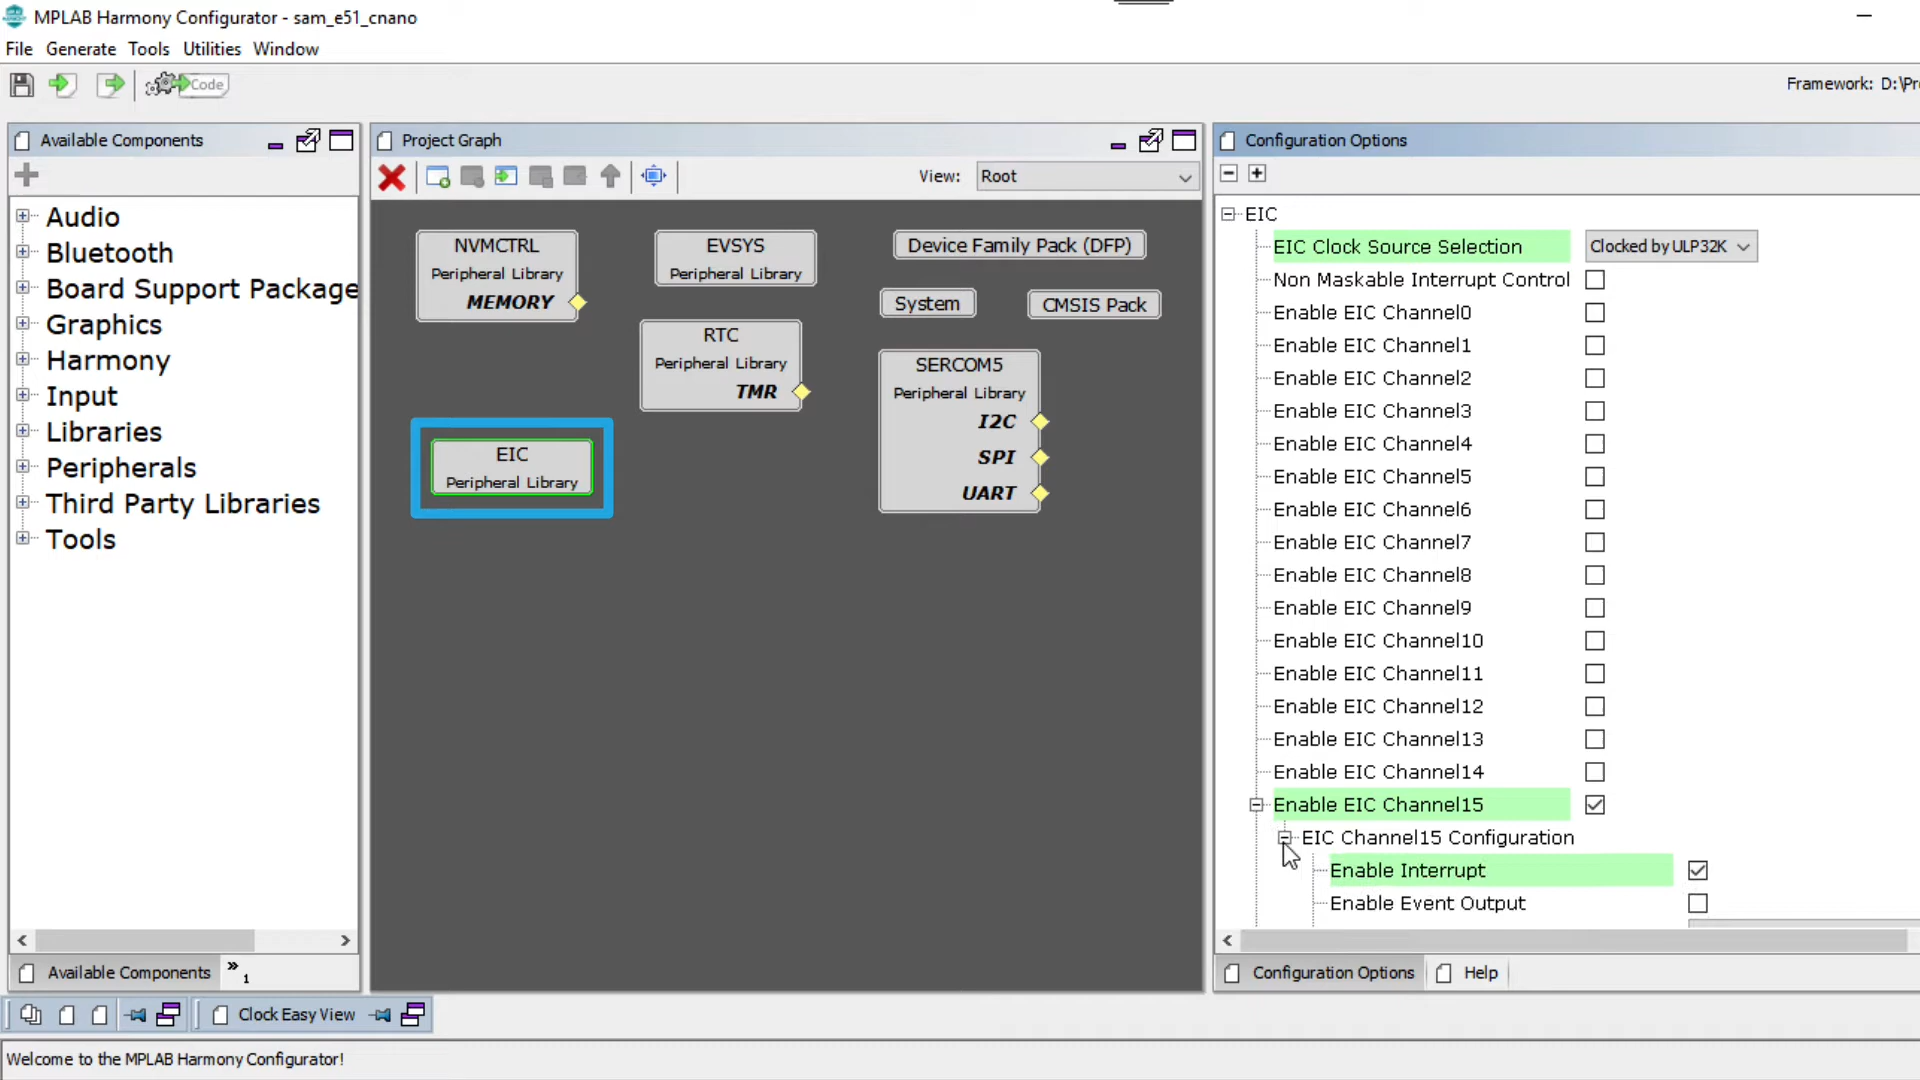 MPLAB Harmony Configurator - sam_e51_cnano
File Generate Tools Utilities Window
Code
Framework: D:\Pr
Available Components
Audio
Bluetooth
Board Support Package
Graphics
Harmony
Input
Libraries
Peripherals
Third Party Libraries
Tools
Available Components
1
Project Graph
View: Root
NVMCTRL
Peripheral Library
MEMORY
EVSYS
Peripheral Library
Device Family Pack (DFP)
System
CMSIS Pack
RTC
Peripheral Library
TMR
SERCOM5
Peripheral Library
I2C
SPI
UART
EIC
Peripheral Library
Configuration Options
EIC
EIC Clock Source Selection Clocked by ULP32K
Non Maskable Interrupt Control
Enable EIC Channel0
Enable EIC Channel1
Enable EIC Channel2
Enable EIC Channel3
Enable EIC Channel4
Enable EIC Channel5
Enable EIC Channel6
Enable EIC Channel7
Enable EIC Channel8
Enable EIC Channel9
Enable EIC Channel10
Enable EIC Channel11
Enable EIC Channel12
Enable EIC Channel13
Enable EIC Channel14
Enable EIC Channel15
EIC Channel15 Configuration
Enable Interrupt
Enable Event Output
Configuration Options Help
Clock Easy View
Welcome to the MPLAB Harmony Configurator!